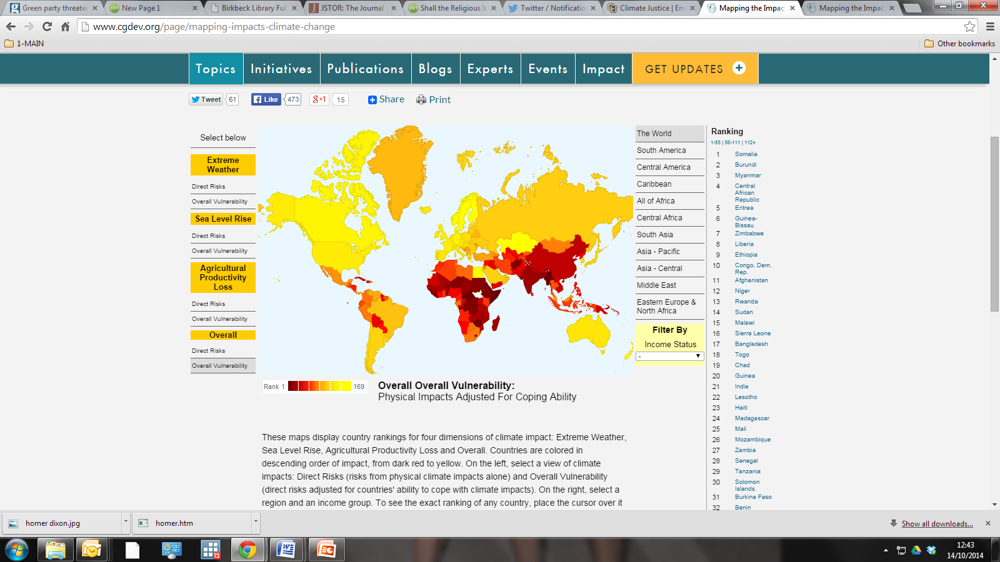 Green party threate
New Page 1
Birkbeck Library Ful
JSTOR: The Journal
Shall the Religious In
Twitter / Notificatio
Climate Justice | Env
Mapping the Impac
Mapping the Impac
www.cgdev.org/page/mapping-impacts-climate-change
1-MAIN
Other bookmarks
Topics
Initiatives
Publications
Blogs
Experts
Events
Impact
GET UPDATES
Tweet 61
Like 473
g+1 15
Share
Print
Select below
Extreme
Weather
Direct Risks
Overall Vulnerability
Sea Level Rise
Direct Risks
Overall Vulnerability
Agricultural
Productivity
Loss
Direct Risks
Overall Vulnerability
Overall
Direct Risks
Overall Vulnerability
Rank 1
169
Overall Overall Vulnerability:
Physical Impacts Adjusted For Coping Ability
These maps display country rankings for four dimensions of climate impact: Extreme Weather,
Sea Level Rise, Agricultural Productivity Loss and Overall. Countries are colored in
descending order of impact, from dark red to yellow. On the left, select a view of climate
impacts: Direct Risks (risks from physical climate impacts alone) and Overall Vulnerability
(direct risks adjusted for countries' ability to cope with climate impacts). On the right, select a
region and an income group. To see the exact ranking of any country, place the cursor over it
The World
South America
Central America
Caribbean
All of Africa
Central Africa
South Asia
Asia - Pacific
Asia - Central
Middle East
Eastern Europe &
North Africa
Filter By
Income Status
-
Ranking
1-55 | 56-111 | 112+
1 Somalia
2 Burundi
3 Myanmar
4 Central
African
Republic
5 Eritrea
6 Guinea-
Bissau
7 Zimbabwe
8 Liberia
9 Ethiopia
10 Congo, Dem.
Rep.
11 Afghanistan
12 Niger
13 Rwanda
14 Sudan
15 Malawi
16 Sierra Leone
17 Bangladesh
18 Togo
19 Chad
20 Guinea
21 India
22 Lesotho
23 Haiti
24 Madagascar
25 Mali
26 Mozambique
27 Zambia
28 Senegal
29 Tanzania
30 Solomon
Islands
31 Burkina Faso
32 Benin
homer dixon.jpg
homer.htm
Show all downloads...
13
12:43
14/10/2014